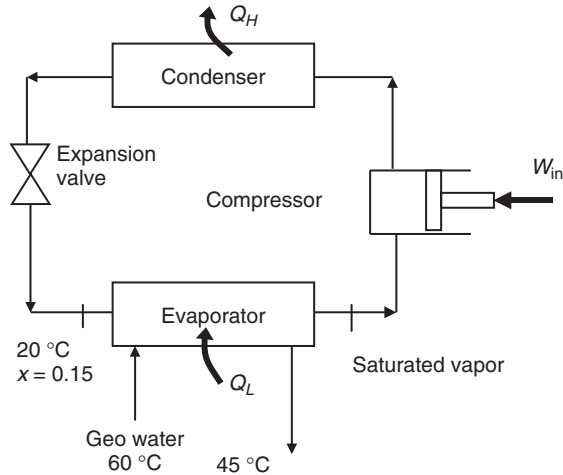 Q_H
Condenser
Expansion
valve
Compressor
W_in
Evaporator
20 °C
x = 0.15
Saturated vapor
Q_L
Geo water
60 °C
45 °C